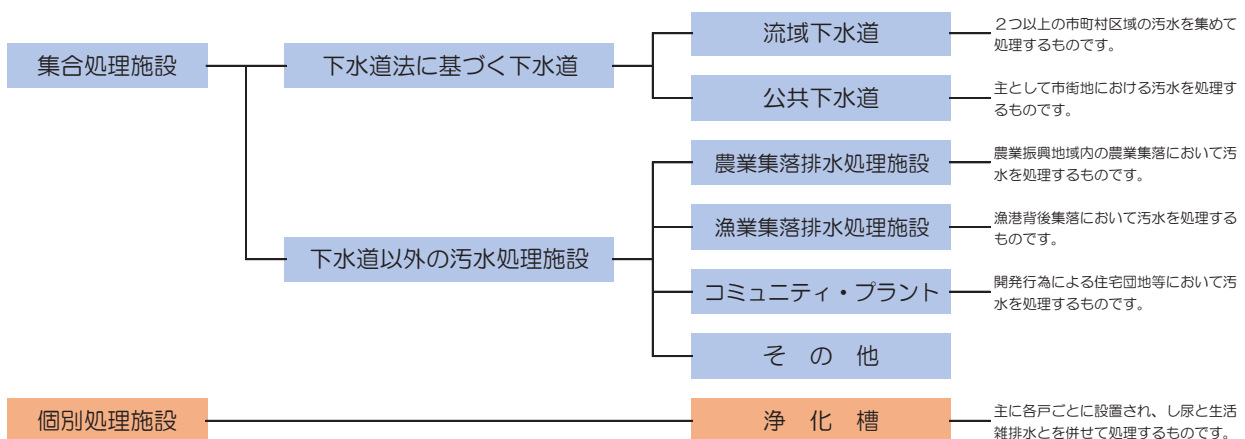 集合処理施設
下水道法に基づく下水道
流域下水道
２つ以上の市町村区域の汚水を集めて
処理するものです。
公共下水道
主として市街地における汚水を処理す
るものです。
下水道以外の汚水処理施設
農業集落排水処理施設
農業振興地域内の農業集落において汚
水を処理するものです。
漁業集落排水処理施設
漁港背後集落において汚水を処理する
ものです。
コミュニティ・プラント
開発行為による住宅団地等において汚
水を処理するものです。
そ　の　他
個別処理施設
浄　化　槽
主に各戸ごとに設置され、し尿と生活
雑排水とを併せて処理するものです。